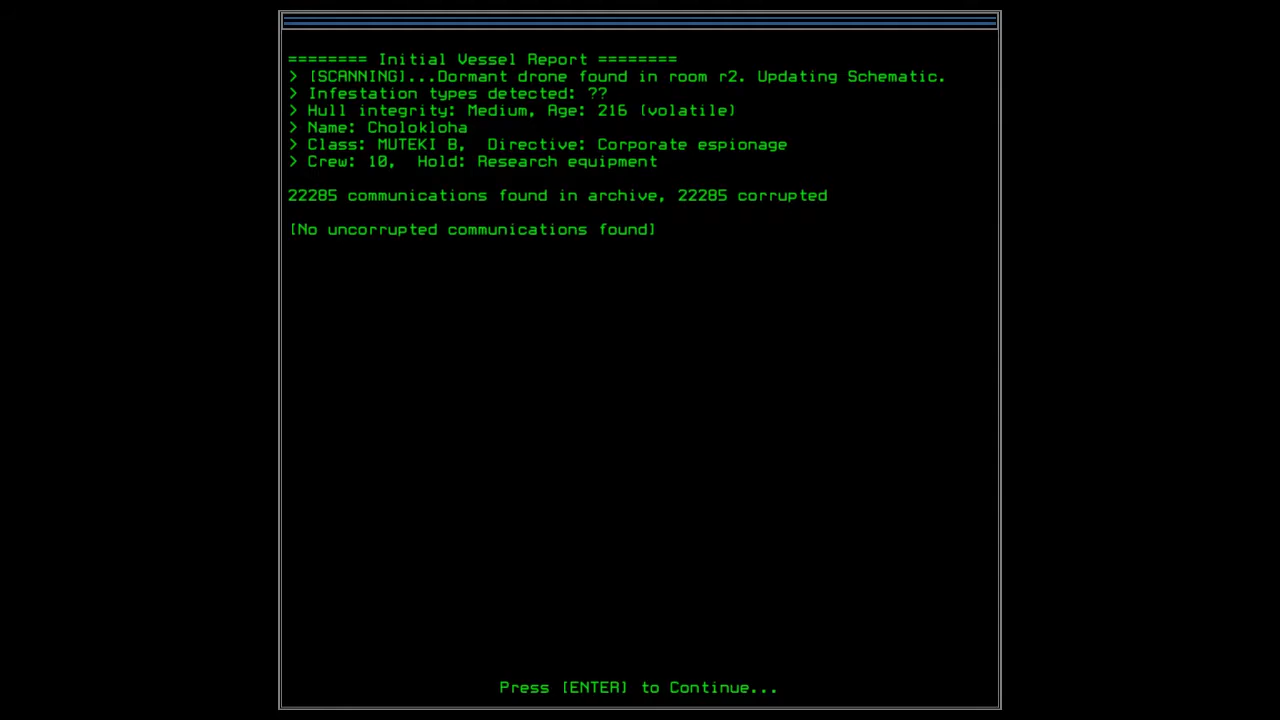 ======== Initial Vessel Report ========
> [SCANNING]...Dormant drone found in room r2. Updating Schematic.
> Infestation types detected: ??
> Hull integrity: Medium, Age: 216 (volatile)
> Name: Cholokloha
> Class: MUTEKI B,  Directive: Corporate espionage
> Crew: 10,  Hold: Research equipment
22285 communications found in archive, 22285 corrupted
[No uncorrupted communications found]
Press [ENTER] to Continue...